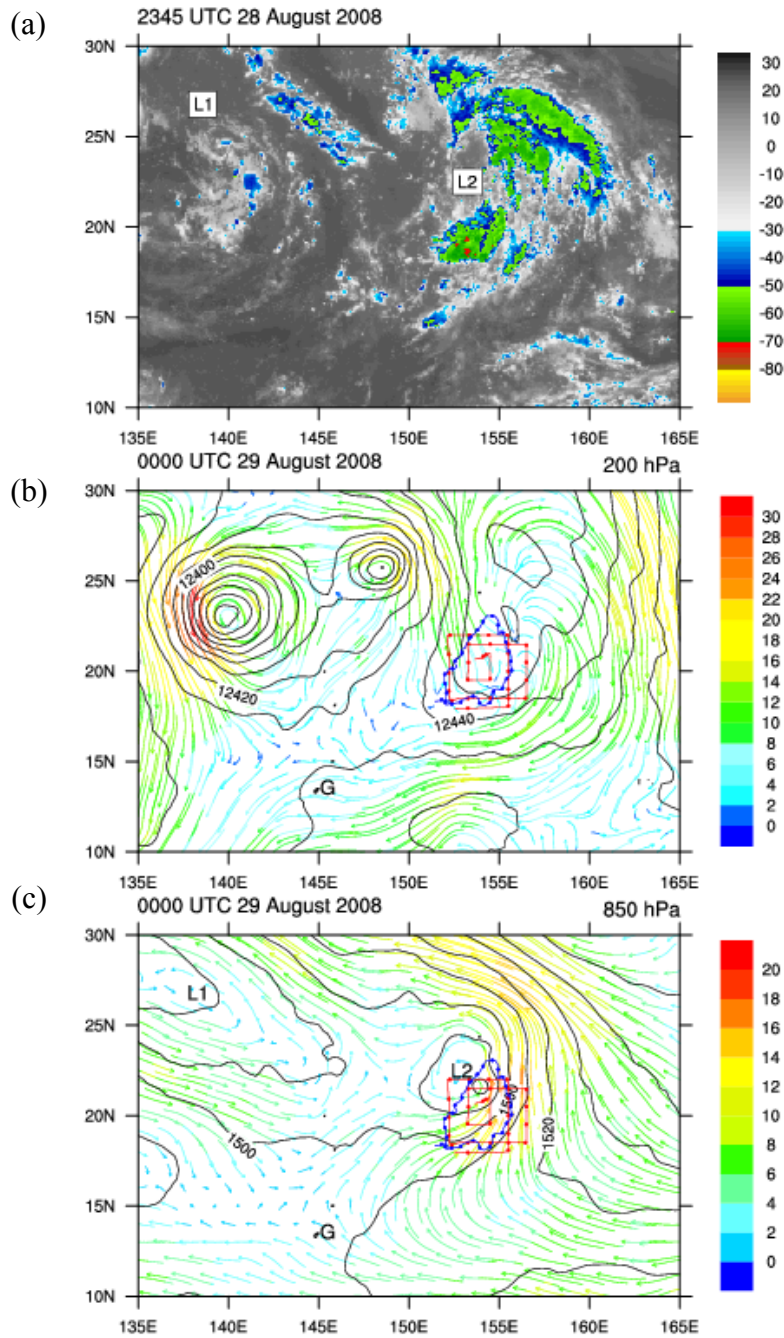 (a)
2345 UTC 28 August 2008
30N
25N
20N
15N
10N
L1
L2
135E 140E 145E 150E 155E 160E 165E
30
20
10
0
-10
-20
-30
-40
-50
-60
-70
-80
(b)
0000 UTC 29 August 2008 200 hPa
30N
25N
20N
15N
10N
12400
12420
12440
G
135E 140E 145E 150E 155E 160E 165E
30
28
26
24
22
20
18
16
14
12
10
8
6
4
2
0
(c)
0000 UTC 29 August 2008 850 hPa
30N
25N
20N
15N
10N
L1
L2
1500
1500
1520
G
135E 140E 145E 150E 155E 160E 165E
20
18
16
14
12
10
8
6
4
2
0